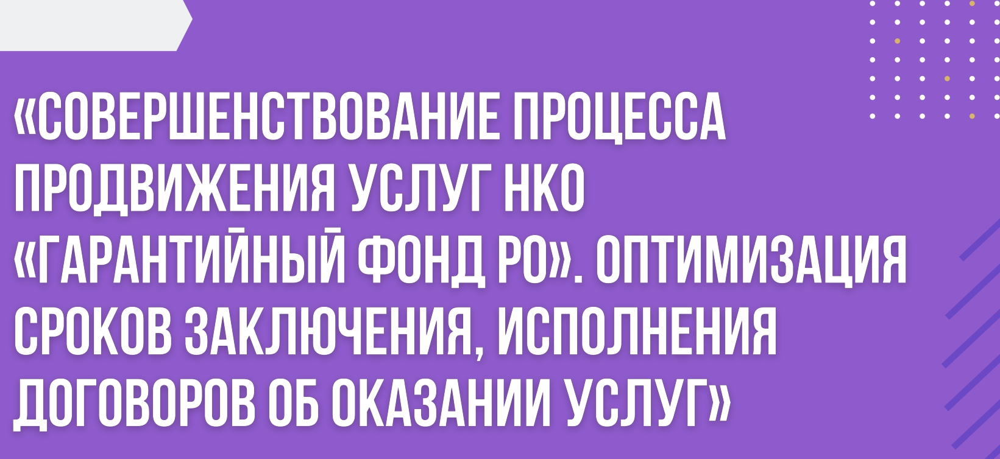 «СОВЕРШЕНСТВОВАНИЕ ПРОЦЕССА
ПРОДВИЖЕНИЯ УСЛУГ НКО
«ГАРАНТИЙНЫЙ ФОНД РО». ОПТИМИЗАЦИЯ
СРОКОВ ЗАКЛЮЧЕНИЯ, ИСПОЛНЕНИЯ
ДОГОВОРОВ ОБ ОКАЗАНИИ УСЛУГ»